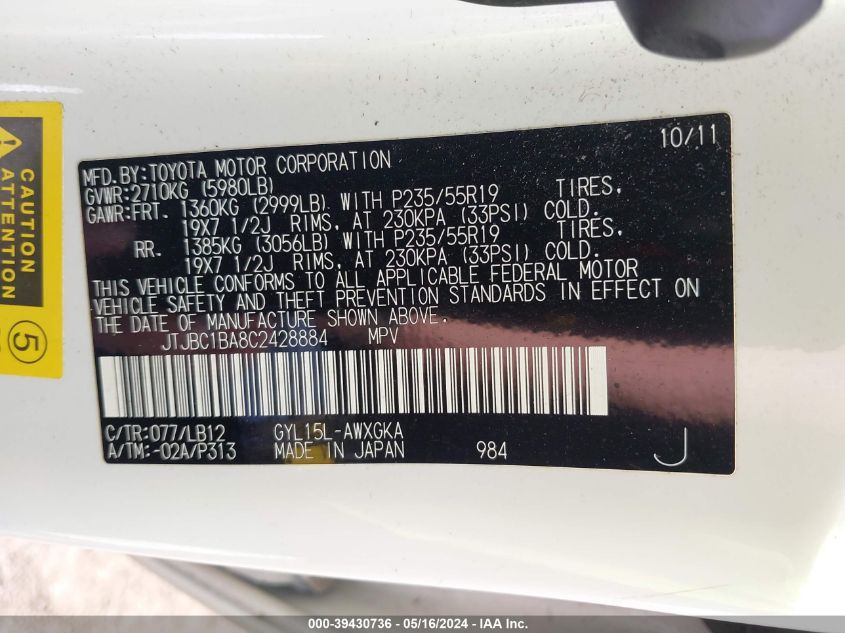 10/11
MFD.BY:TOYOTA MOTOR CORPORATION
GVWR:2710KG (5980LB)
GAWR:FRT. 1360KG (2999LB) WITH P235/55R19 TIRES,
19X7 1/2J RIMS, AT 230KPA (33PSI) COLD.
RR. 1385KG (3056LB) WITH P235/55R19 TIRES,
19X7 1/2J RIMS, AT 230KPA (33PSI) COLD.
THIS VEHICLE CONFORMS TO ALL APPLICABLE FEDERAL MOTOR
VEHICLE SAFETY AND THEFT PREVENTION STANDARDS IN EFFECT ON
THE DATE OF MANUFACTURE SHOWN ABOVE.
JTJBC1BA8C2428884 MPV
C/TR:077/LB12 GYL15L-AWXGKA
A/TM:-02A/P313 MADE IN JAPAN 984 J
CAUTION
5
000-39430736 - 05/16/2024 - IAA Inc.